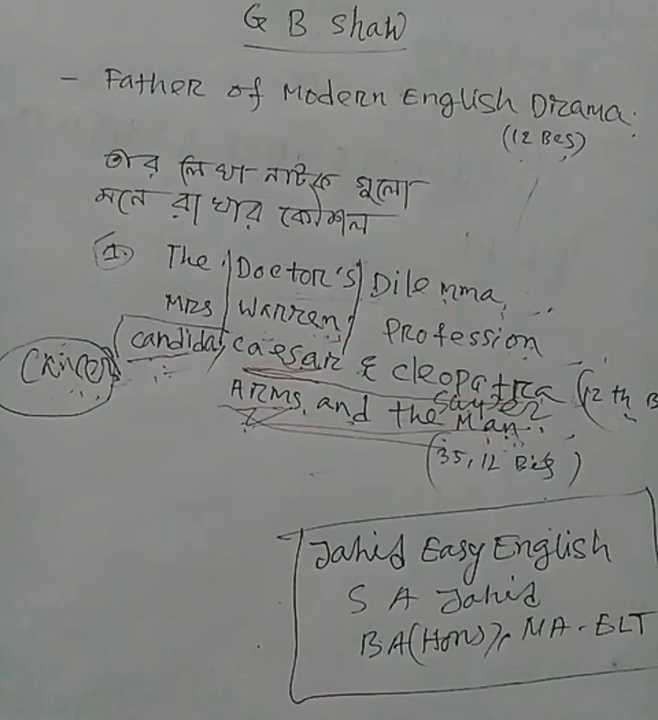 G B Shaw
- Father of Modern English Drama.
(12 Bcs)
তার লিখা নাটক গুলো
মনে রাখার কৌশল
1. The Doctor's Dilemma,
Mrs Warren, Profession
Cancer candida, caesar & cleopatra (12 th B
Arms, and the Man.
(35, 12 Bcs)
Jahid Easy English
S A Jahid
BA(Hons), MA-ELT